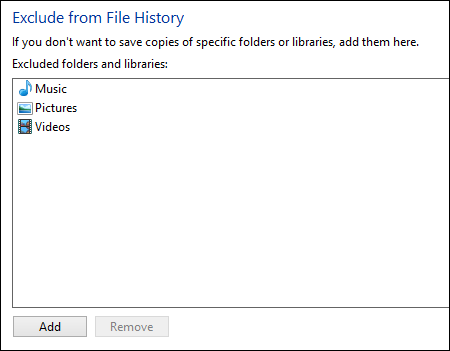 Exclude from File History
If you don't want to save copies of specific folders or libraries, add them here.
Excluded folders and libraries:
Music
Pictures
Videos
Add
Remove